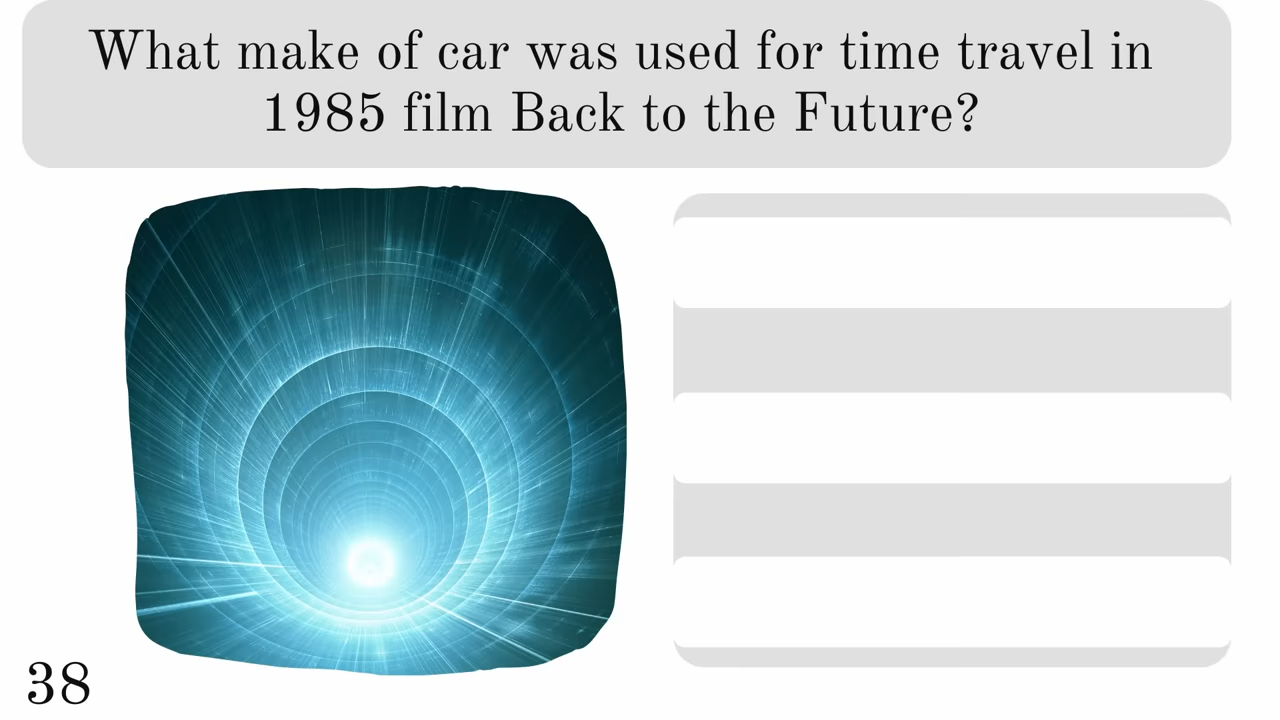 What make of car was used for time travel in
1985 film Back to the Future?
38